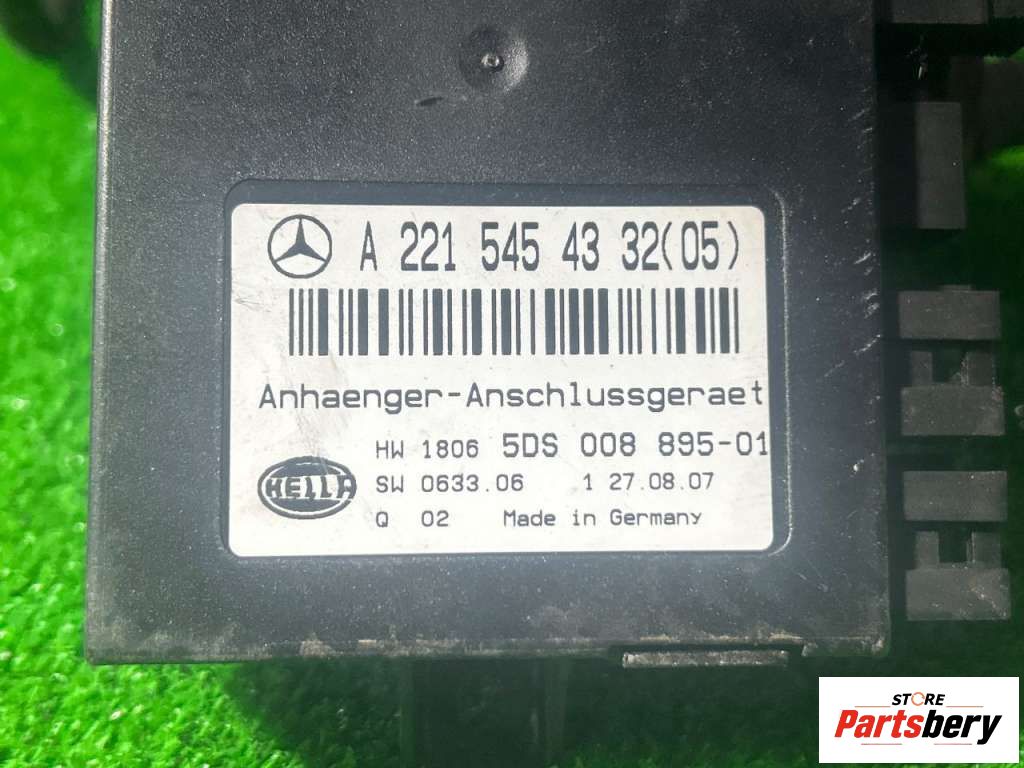 A 221 545 43 32(05)
Anhaenger-Anschlussgeraet
HW 1806 5DS 008 895-01
HELLA
SW 0633.06 1 27.08.07
Q 02 Made in Germany
STORE
Partsbery